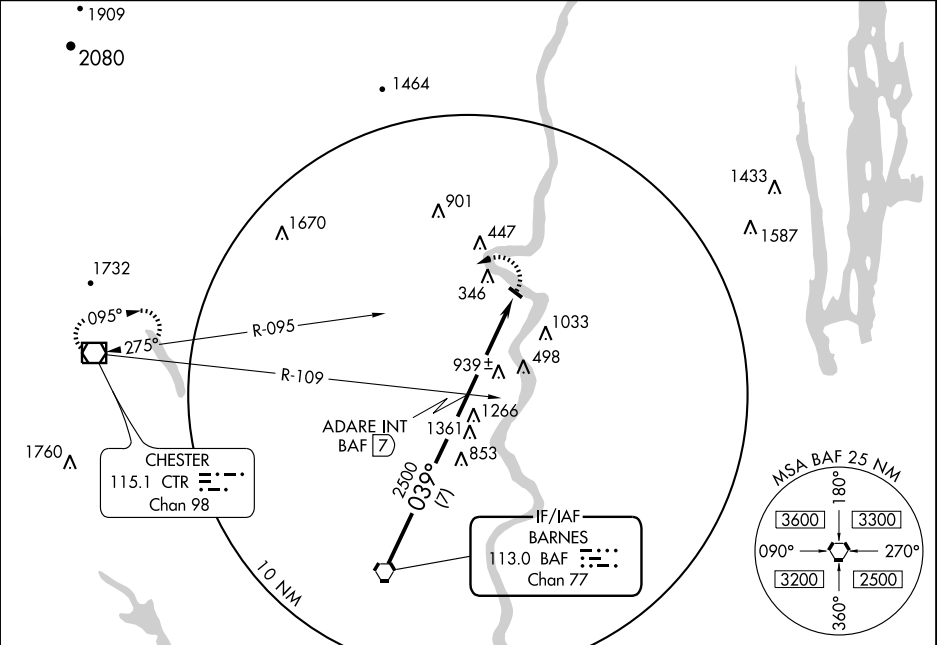 1909
2080
1464
1433
1587
901
1670
447
1732
346
095°
R-095
275°
1033
939±
498
R-109
ADARE INT
BAF 7
1266
1361
853
1760
CHESTER
115.1 CTR
Chan 98
2500
039°
(7)
IF/IAF
BARNES
113.0 BAF
Chan 77
10 NM
MSA BAF 25 NM
180°
3600 3300
090° 270°
3200 2500
360°